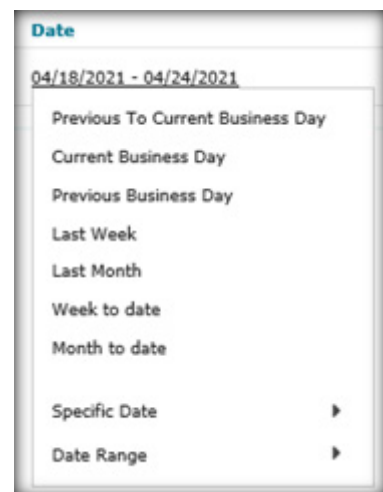 Date
04/18/2021 - 04/24/2021
Previous To Current Business Day
Current Business Day
Previous Business Day
Last Week
Last Month
Week to date
Month to date
Specific Date
Date Range